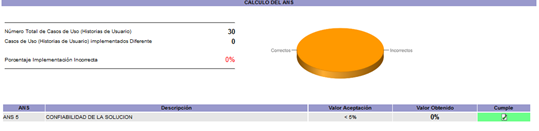 CALCULO DEL ANS
Número Total de Casos de Uso (Historias de Usuario) 30
Casos de Uso (Historias de Usuario) Implementados Diferente 0
Porcentaje Implementación Incorrecta 0%
Correctos Incorrectos
ANS Descripción Valor Aceptación Valor Obtenido Cumple
ANS 5 CONFIABILIDAD DE LA SOLUCION < 5% 0%